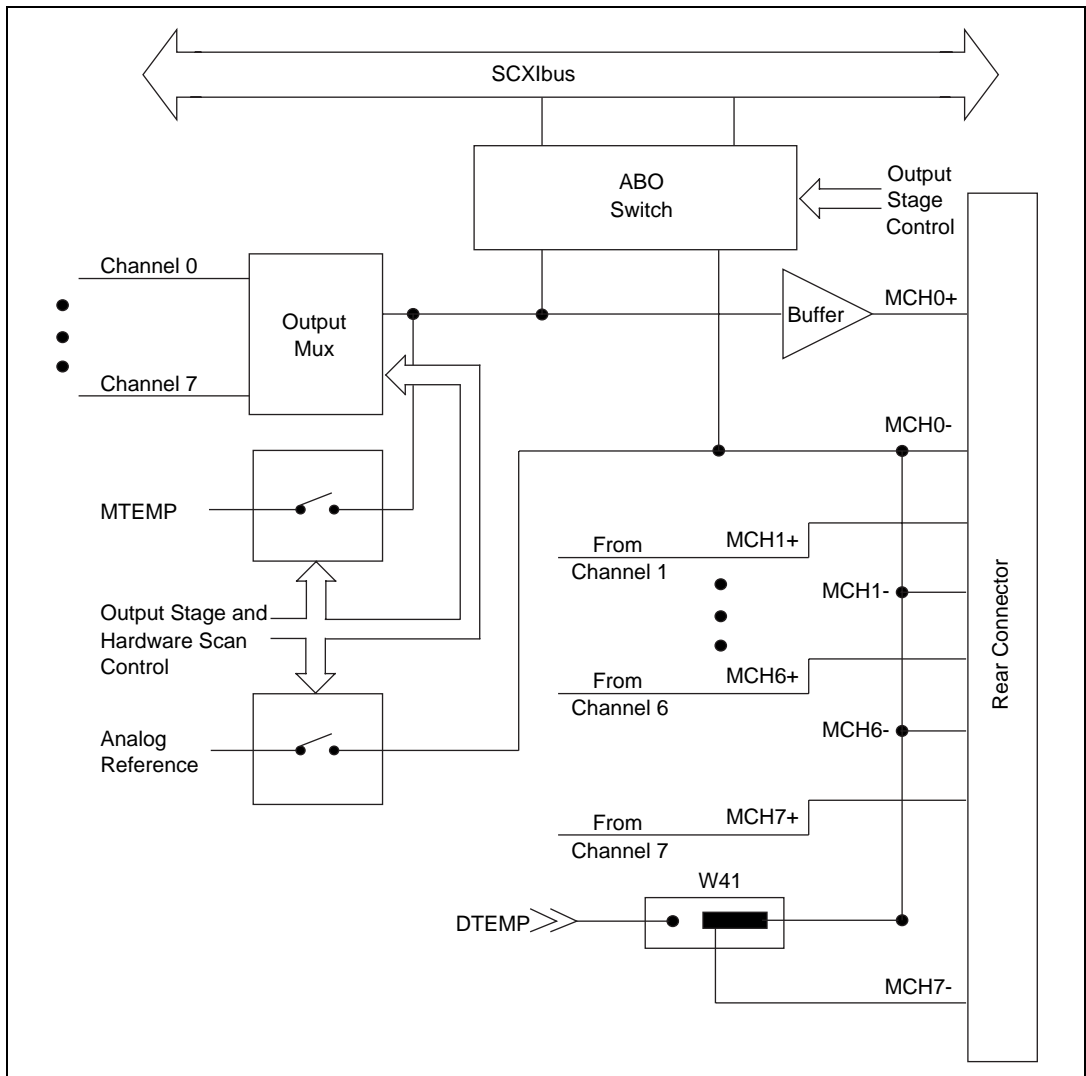 SCXIbus
ABO
Switch
Output
Stage
Control
Channel 0
Output
Mux
Buffer
MCH0+
Channel 7
MCH0-
MTEMP
From
Channel 1
MCH1+
MCH1-
Output Stage and
Hardware Scan
Control
From
Channel 6
MCH6+
Rear Connector
Analog
Reference
MCH6-
From
Channel 7
MCH7+
W41
DTEMP
MCH7-